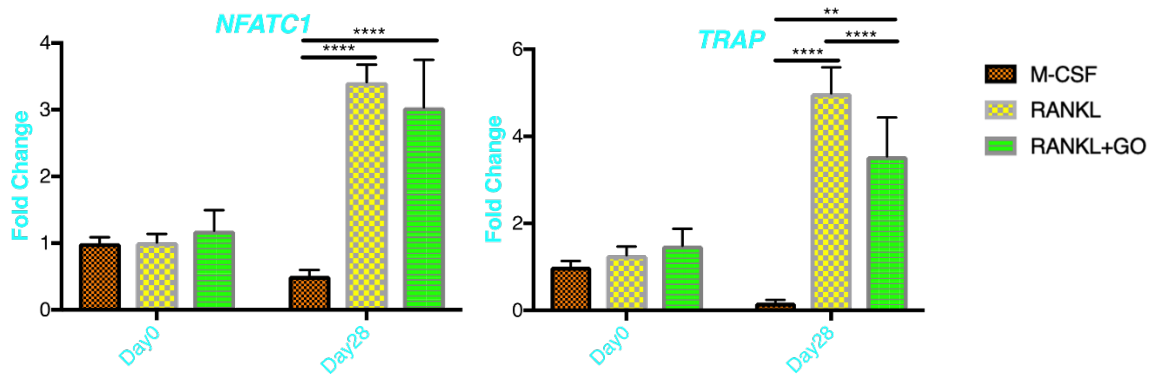 NFATC1
****
****
4
3
2
1
0
Fold Change
Day0
Day28
TRAP
**
****
****
6
4
2
0
Fold Change
Day0
Day28
M-CSF
RANKL
RANKL+GO